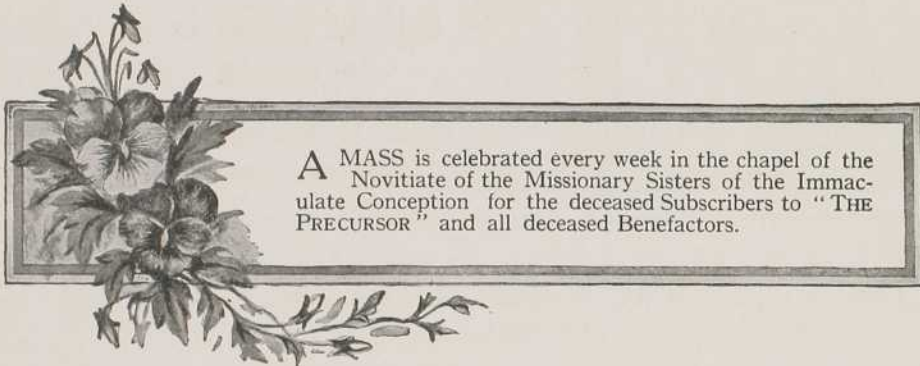 A MASS is celebrated every week in the chapel of the
Novitiate of the Missionary Sisters of the Immac-
ulate Conception for the deceased Subscribers to “THE
PRECURSOR” and all deceased Benefactors.